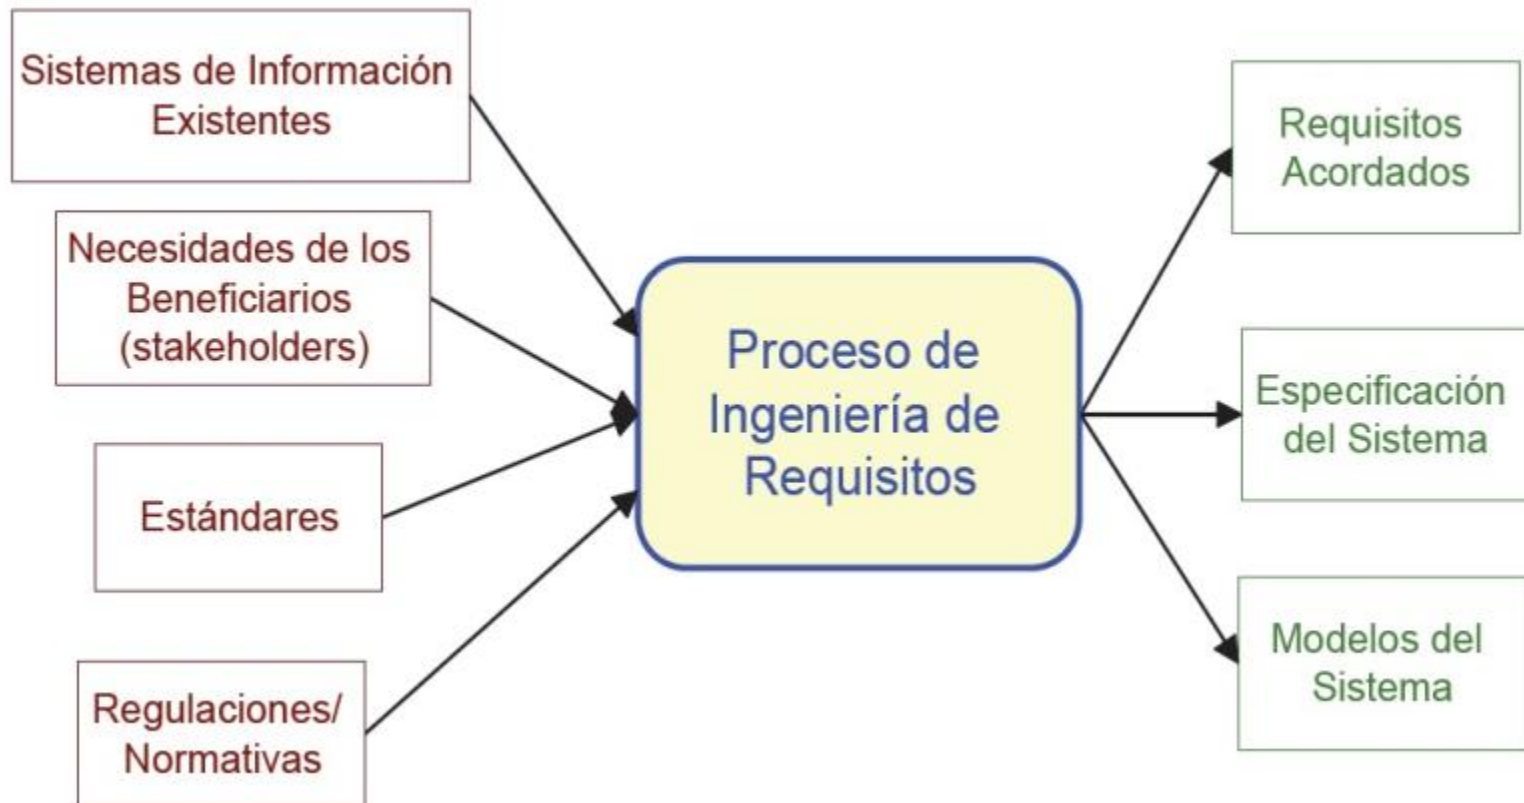 Sistemas de Información
Existentes
Necesidades de los
Beneficiarios
(stakeholders)
Estándares
Regulaciones/
Normativas
Proceso de
Ingeniería de
Requisitos
Requisitos
Acordados
Especificación
del Sistema
Modelos del
Sistema